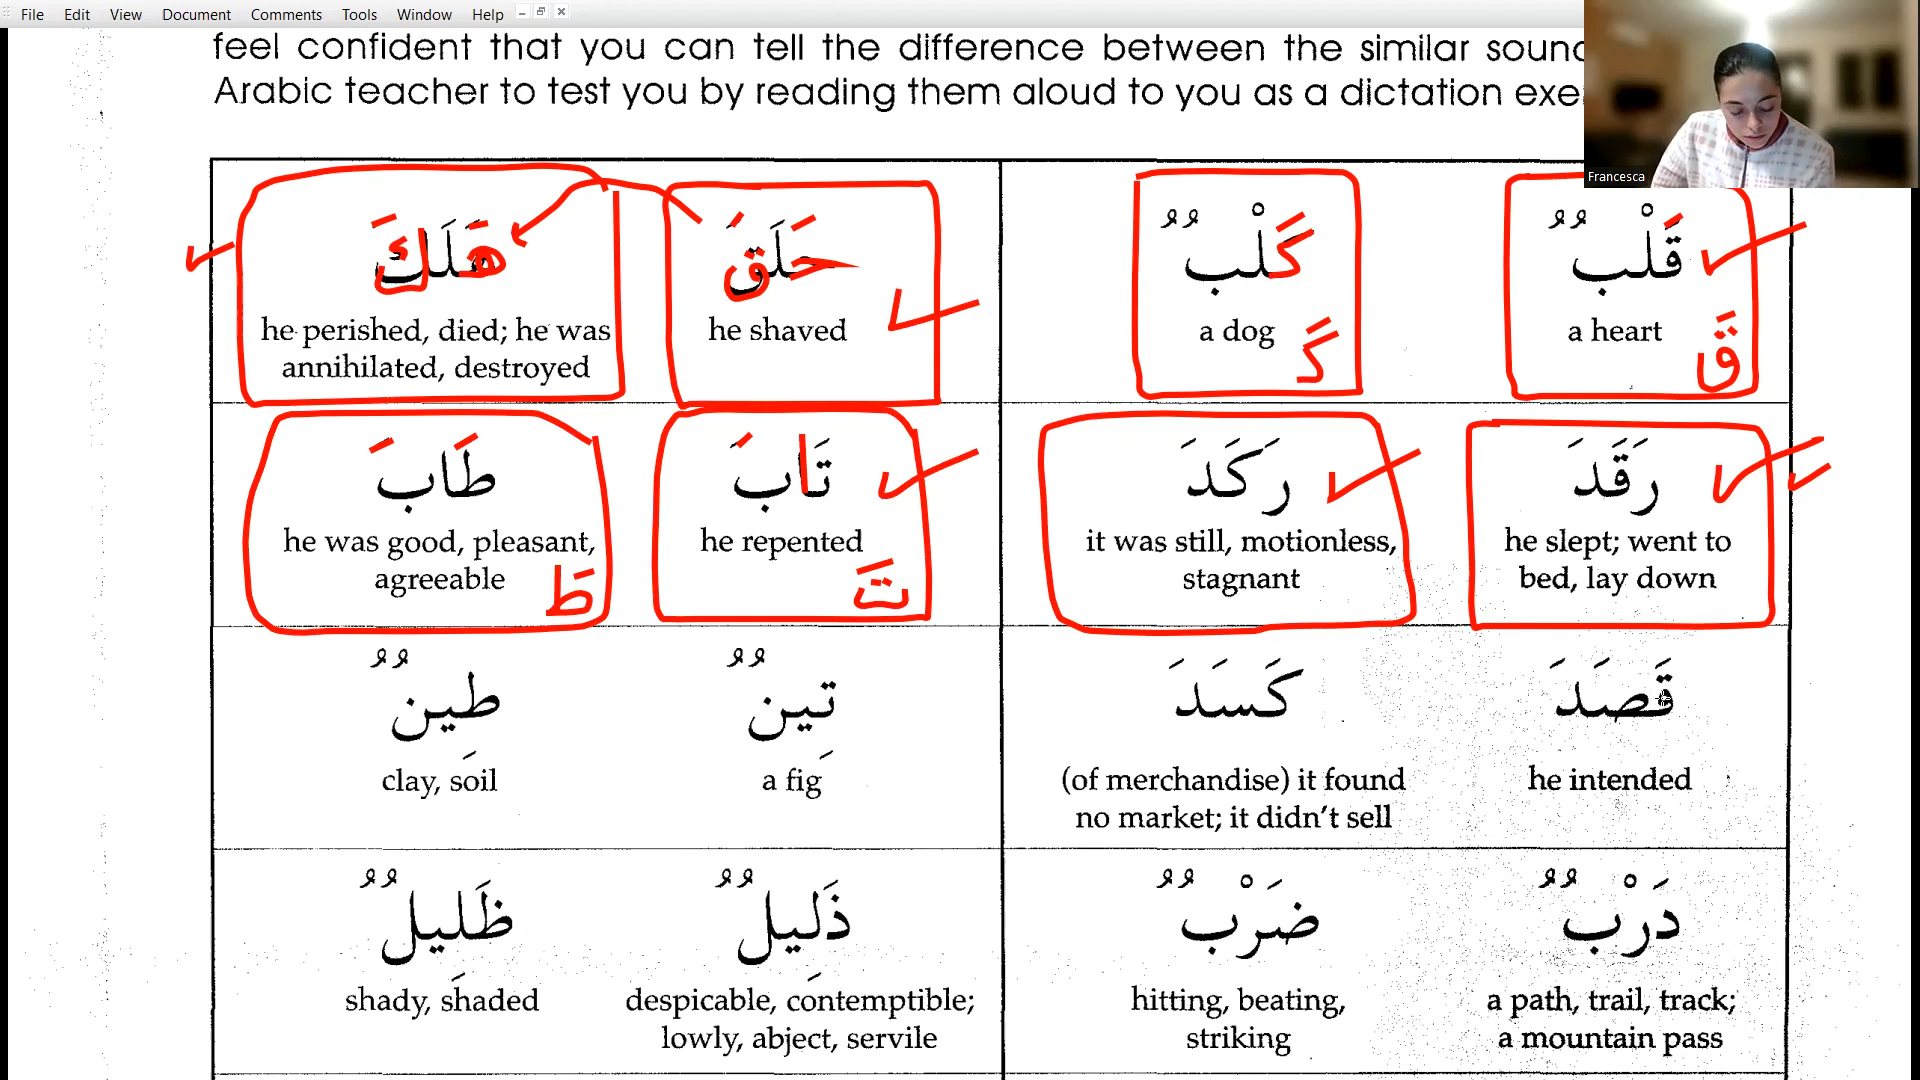 File Edit View Document Comments Tools Window Help
feel confident that you can tell the difference between the similar
Arabic teacher to test you by reading them aloud to you as a dictation
Francesca
قَلْبٌ كَلْبٌ حَلَقَ هَلَكَ
a heart a dog he shaved he perished, died; he was
annihilated, destroyed
قَ كَ
رَقَدَ رَكَدَ تَابَ طَابَ
he slept; went to it was still, motionless, he repented he was good, pleasant,
bed, lay down stagnant agreeable
تَ طَ
قَصَدَ كَسَدَ تِينٌ طِينٌ
he intended (of merchandise) it found a fig clay, soil
no market; it didn't sell
دَرْبٌ ضَرْبٌ ذَلِيلٌ ظَلِيلٌ
a path, trail, track; hitting, beating, despicable, contemptible; shady, shaded
a mountain pass striking lowly, abject, servile